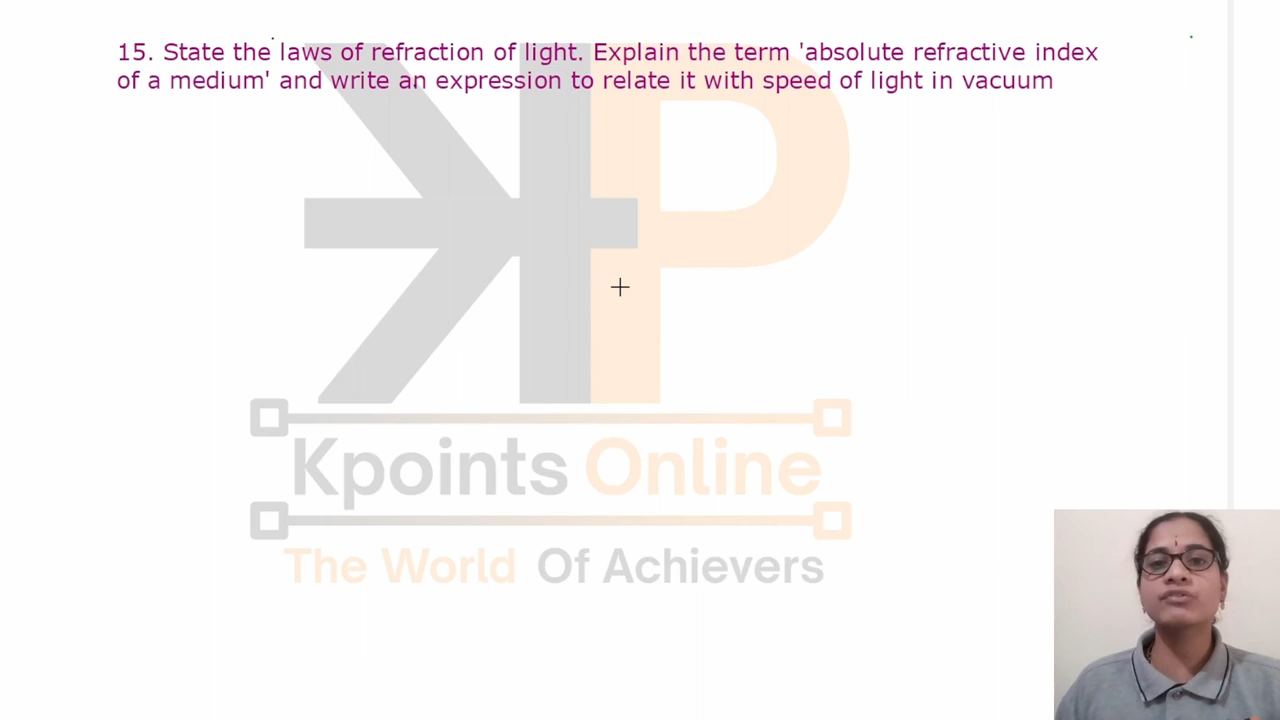 15. State the laws of refraction of light. Explain the term 'absolute refractive index
of a medium' and write an expression to relate it with speed of light in vacuum
KP
Kpoints Online
The World Of Achievers